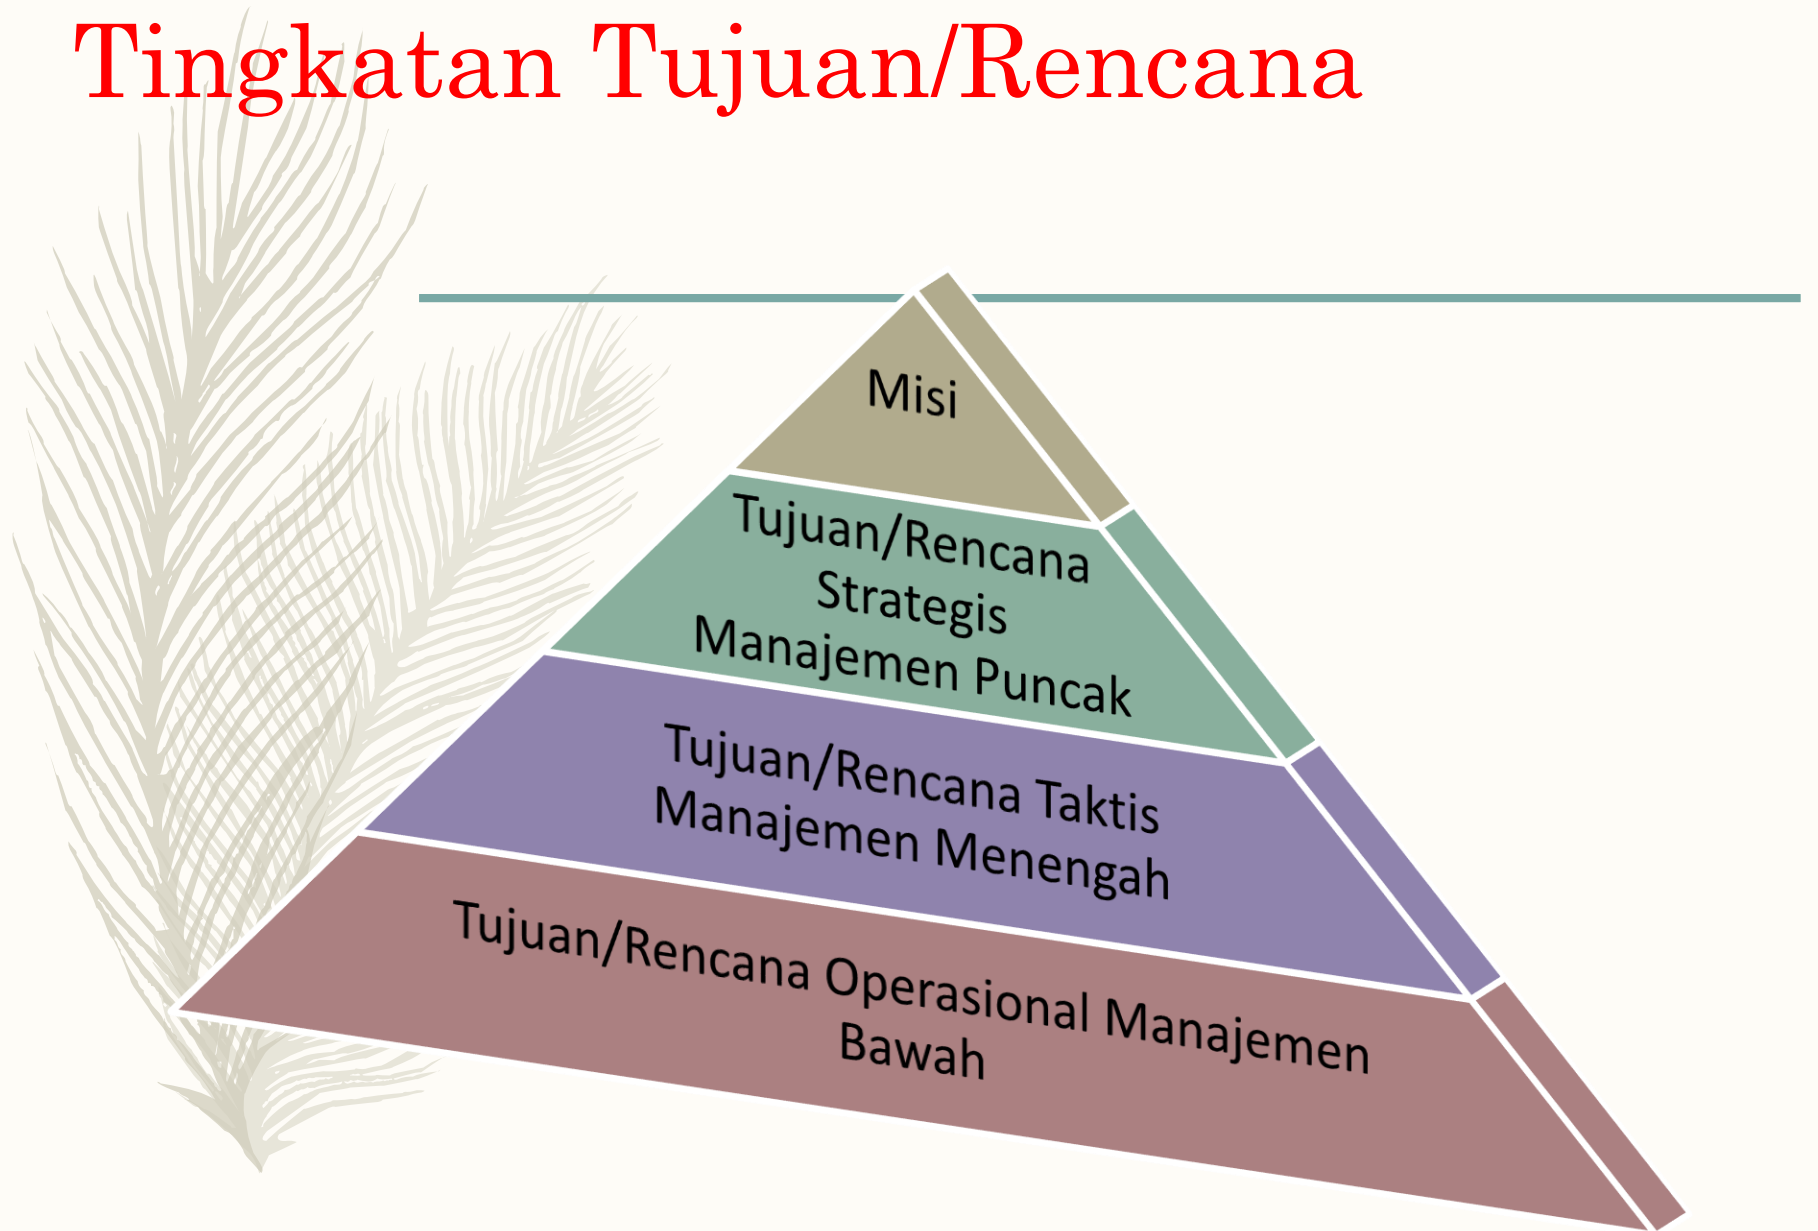 Tingkatan Tujuan/Rencana
Misi
Tujuan/Rencana
Strategis
Manajemen Puncak
Tujuan/Rencana Taktis
Manajemen Menengah
Tujuan/Rencana Operasional Manajemen
Bawah